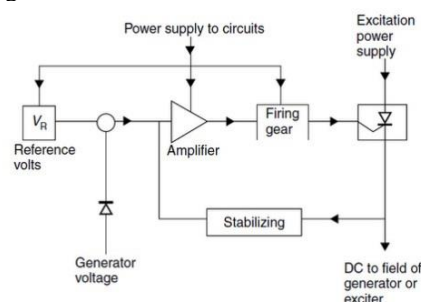 Power supply to circuits
Excitation
power
supply
V_R
Reference
volts
Amplifier
Firing
gear
Stabilizing
Generator
voltage
DC to field of
generator or
exciter